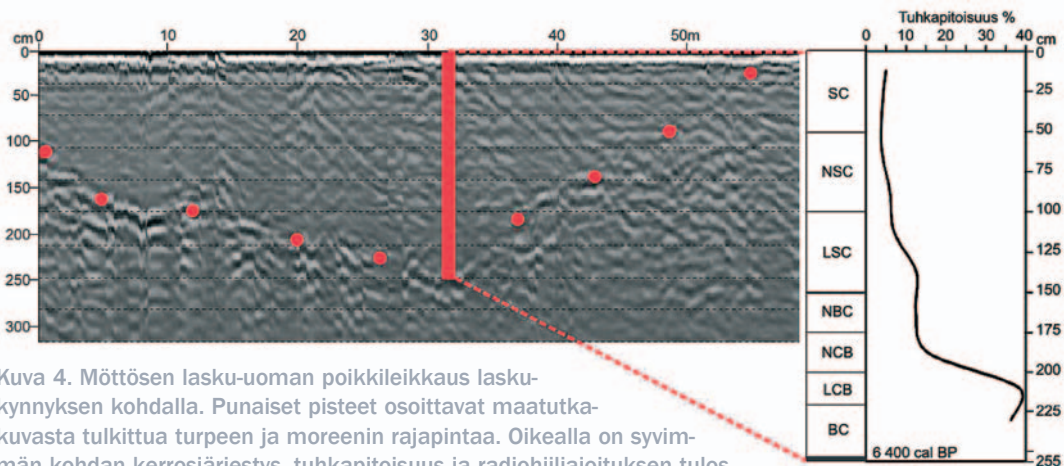 Tuhkapitoisuus %
cm 0 10 20 30 40 50m
cm 0 10 20 30 40 cm
0
50
100
150
200
250
300
SC
NSC
LSC
NBC
NCB
LCB
BC
6 400 cal BP
0
25
50
75
100
125
150
175
200
225
250
Kuva 4. Möttösen lasku-uoman poikkileikkaus lasku-
kynnyksen kohdalla. Punaiset pisteet osoittavat maatutka-
kuvasta tulkittua turpeen ja moreenin rajapintaa. Oikealla on syvim-
män kohdan kerrosjärjestys, tuhkapitoisuus ja radiohiiliajoituksen tulos.